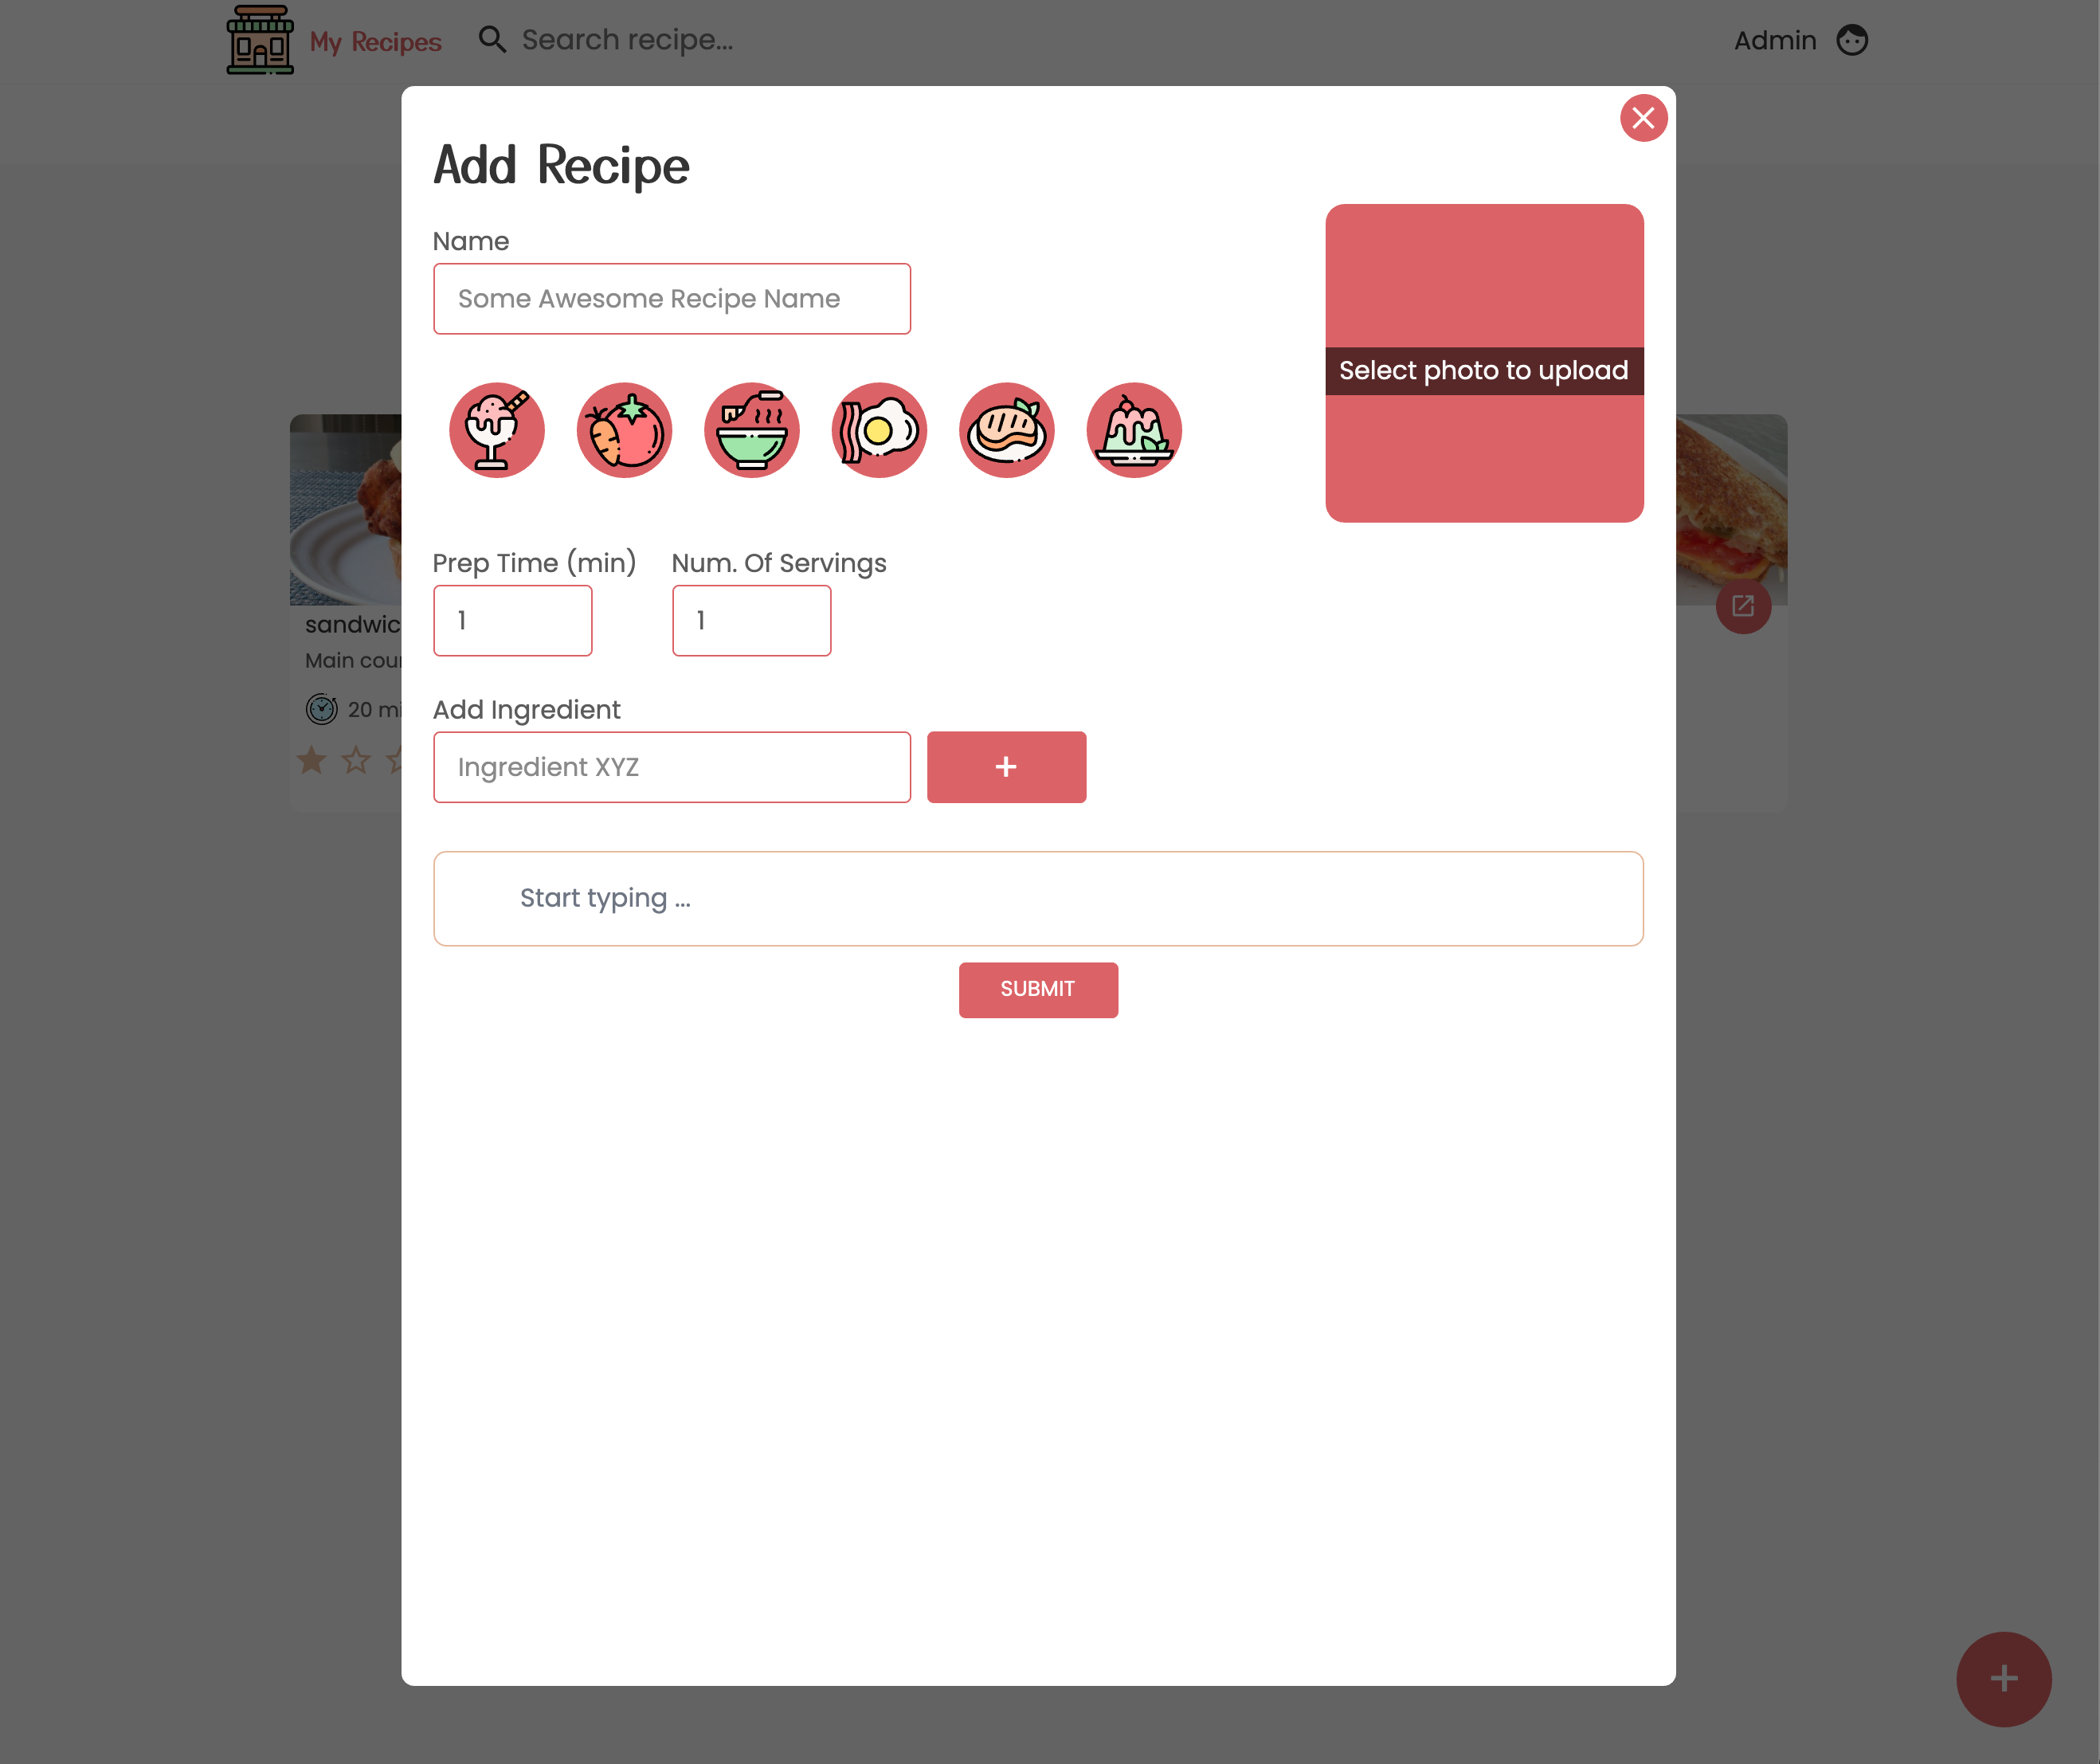 My Recipes
Search recipe...
Admin
Add Recipe
Name
Some Awesome Recipe Name
Select photo to upload
Prep Time (min)
Num. Of Servings
1
1
sandwic
Main cour
20 mi
Add Ingredient
Ingredient XYZ
+
Start typing ...
SUBMIT
+